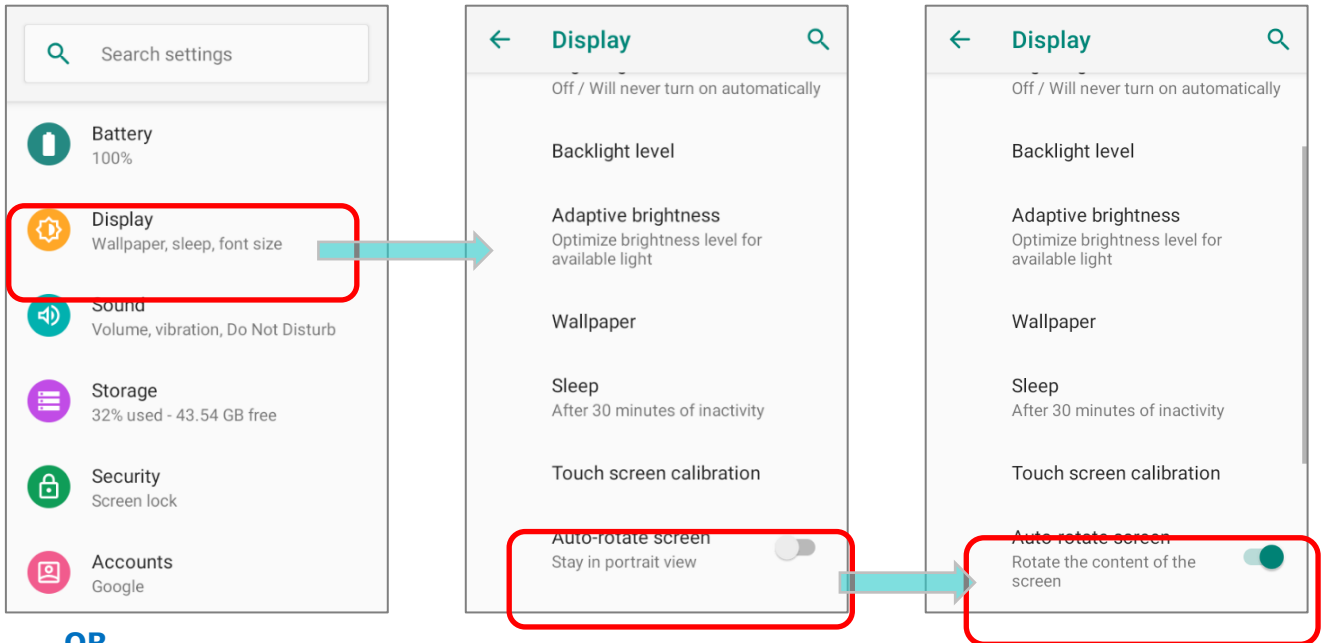 Search settings
Battery
100%
Display
Wallpaper, sleep, font size
Sound
Volume, vibration, Do Not Disturb
Storage
32% used - 43.54 GB free
Security
Screen lock
Accounts
Google
Display
Off / Will never turn on automatically
Backlight level
Adaptive brightness
Optimize brightness level for
available light
Wallpaper
Sleep
After 30 minutes of inactivity
Touch screen calibration
Auto-rotate screen
Stay in portrait view
Display
Off / Will never turn on automatically
Backlight level
Adaptive brightness
Optimize brightness level for
available light
Wallpaper
Sleep
After 30 minutes of inactivity
Touch screen calibration
Auto-rotate screen
Rotate the content of the
screen
OR